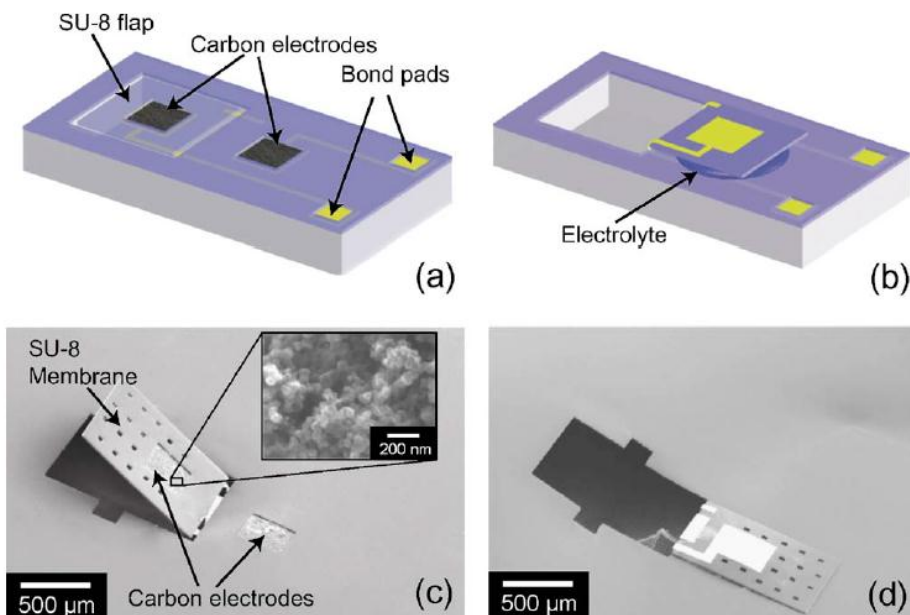 SU-8 flap
Carbon electrodes
Bond pads
(a)
Electrolyte
(b)
SU-8
Membrane
200 nm
500 µm
Carbon electrodes
(c)
500 µm
(d)